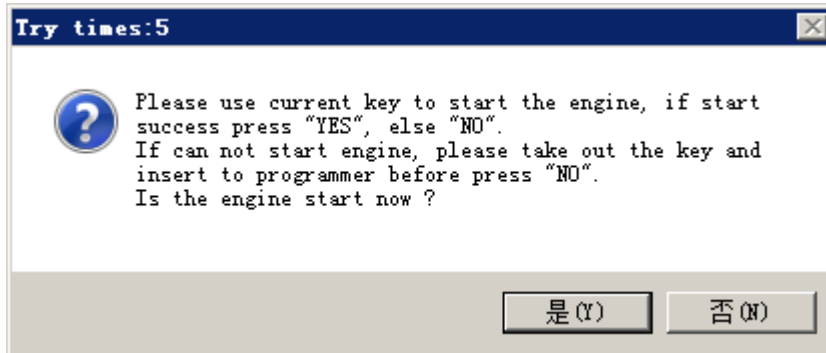 Try times:5
Please use current key to start the engine, if start
success press "YES", else "NO".
If can not start engine, please take out the key and
insert to programmer before press "NO".
Is the engine start now ?
是(Y)
否(N)